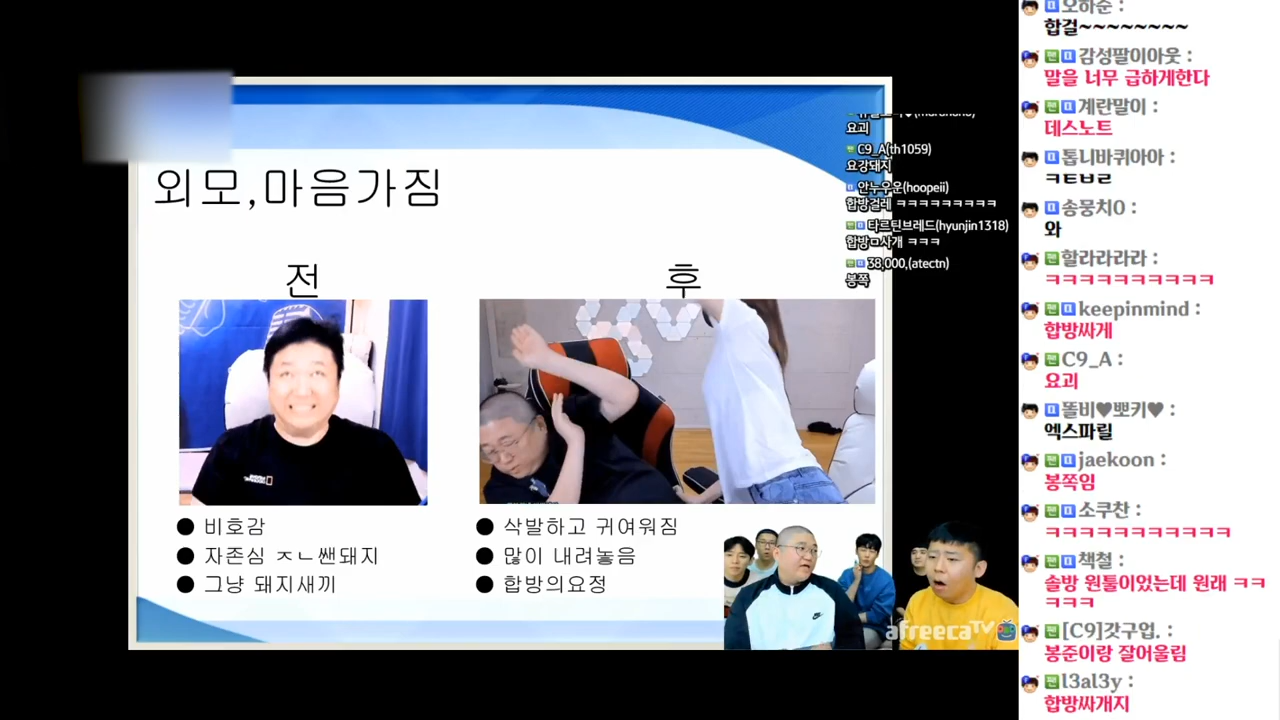 외모,마음가짐
전
후
● 비호감
● 자존심 ㅈㄴ쌘돼지
● 그냥 돼지새끼
● 삭발하고 귀여워짐
● 많이 내려놓음
● 합방의요정
요괴
C9_A(th1059)
요강돼지
안누우운(hoopeii)
합방걸레 ㅋㅋㅋㅋㅋㅋㅋㅋㅋ
타르틴브레드(hyunjin1318)
합방ㅁ사개 ㅋㅋㅋ
38,000,(atectn)
봉쪽
afreecaTV
오하준 :
합걸~~~~~~~~
감성팔이아웃 :
말을 너무 급하게한다
계란말이 :
데스노트
톱니바퀴아아 :
ㅋㅌㅂㄹ
송뭉치0 :
와
할라라라라 :
ㅋㅋㅋㅋㅋㅋㅋㅋㅋㅋ
keepinmind :
합방싸게
C9_A :
요괴
똘비♥뽀키♥ :
엑스파릴
jaekoon :
봉쪽임
소쿠찬 :
ㅋㅋㅋㅋㅋㅋㅋㅋㅋㅋㅋ
책철 :
솔방 원툴이었는데 원래 ㅋㅋ
ㅋㅋㅋ
[C9]갓구업. :
봉준이랑 잘어울림
l3al3y :
합방싸개지